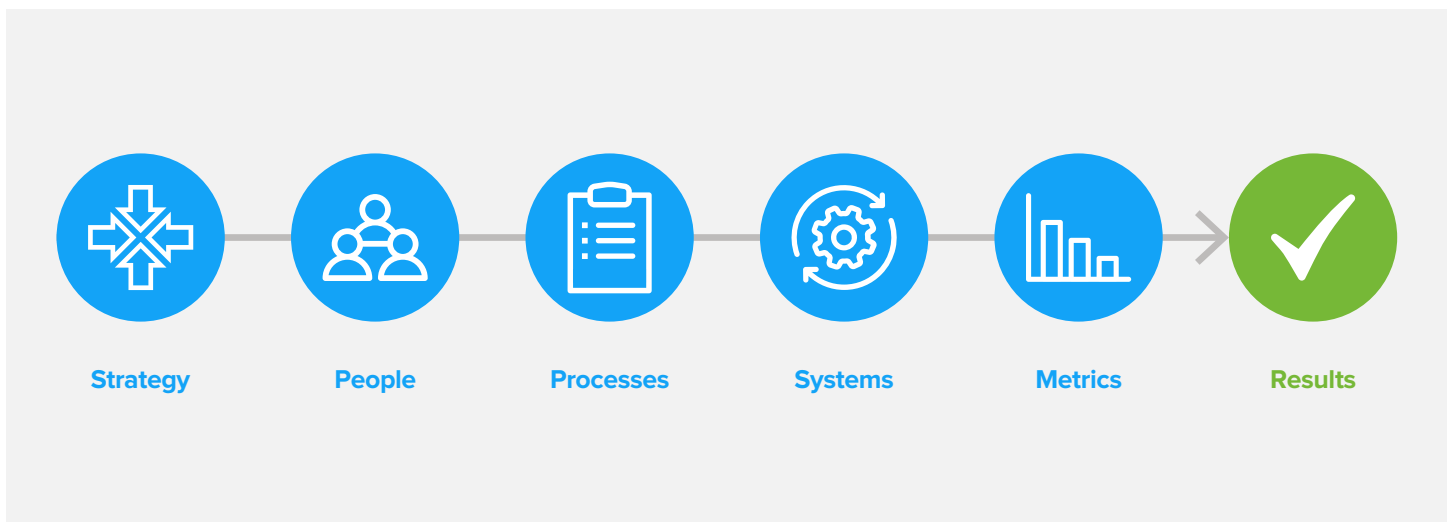 Strategy
People
Processes
Systems
Metrics
Results